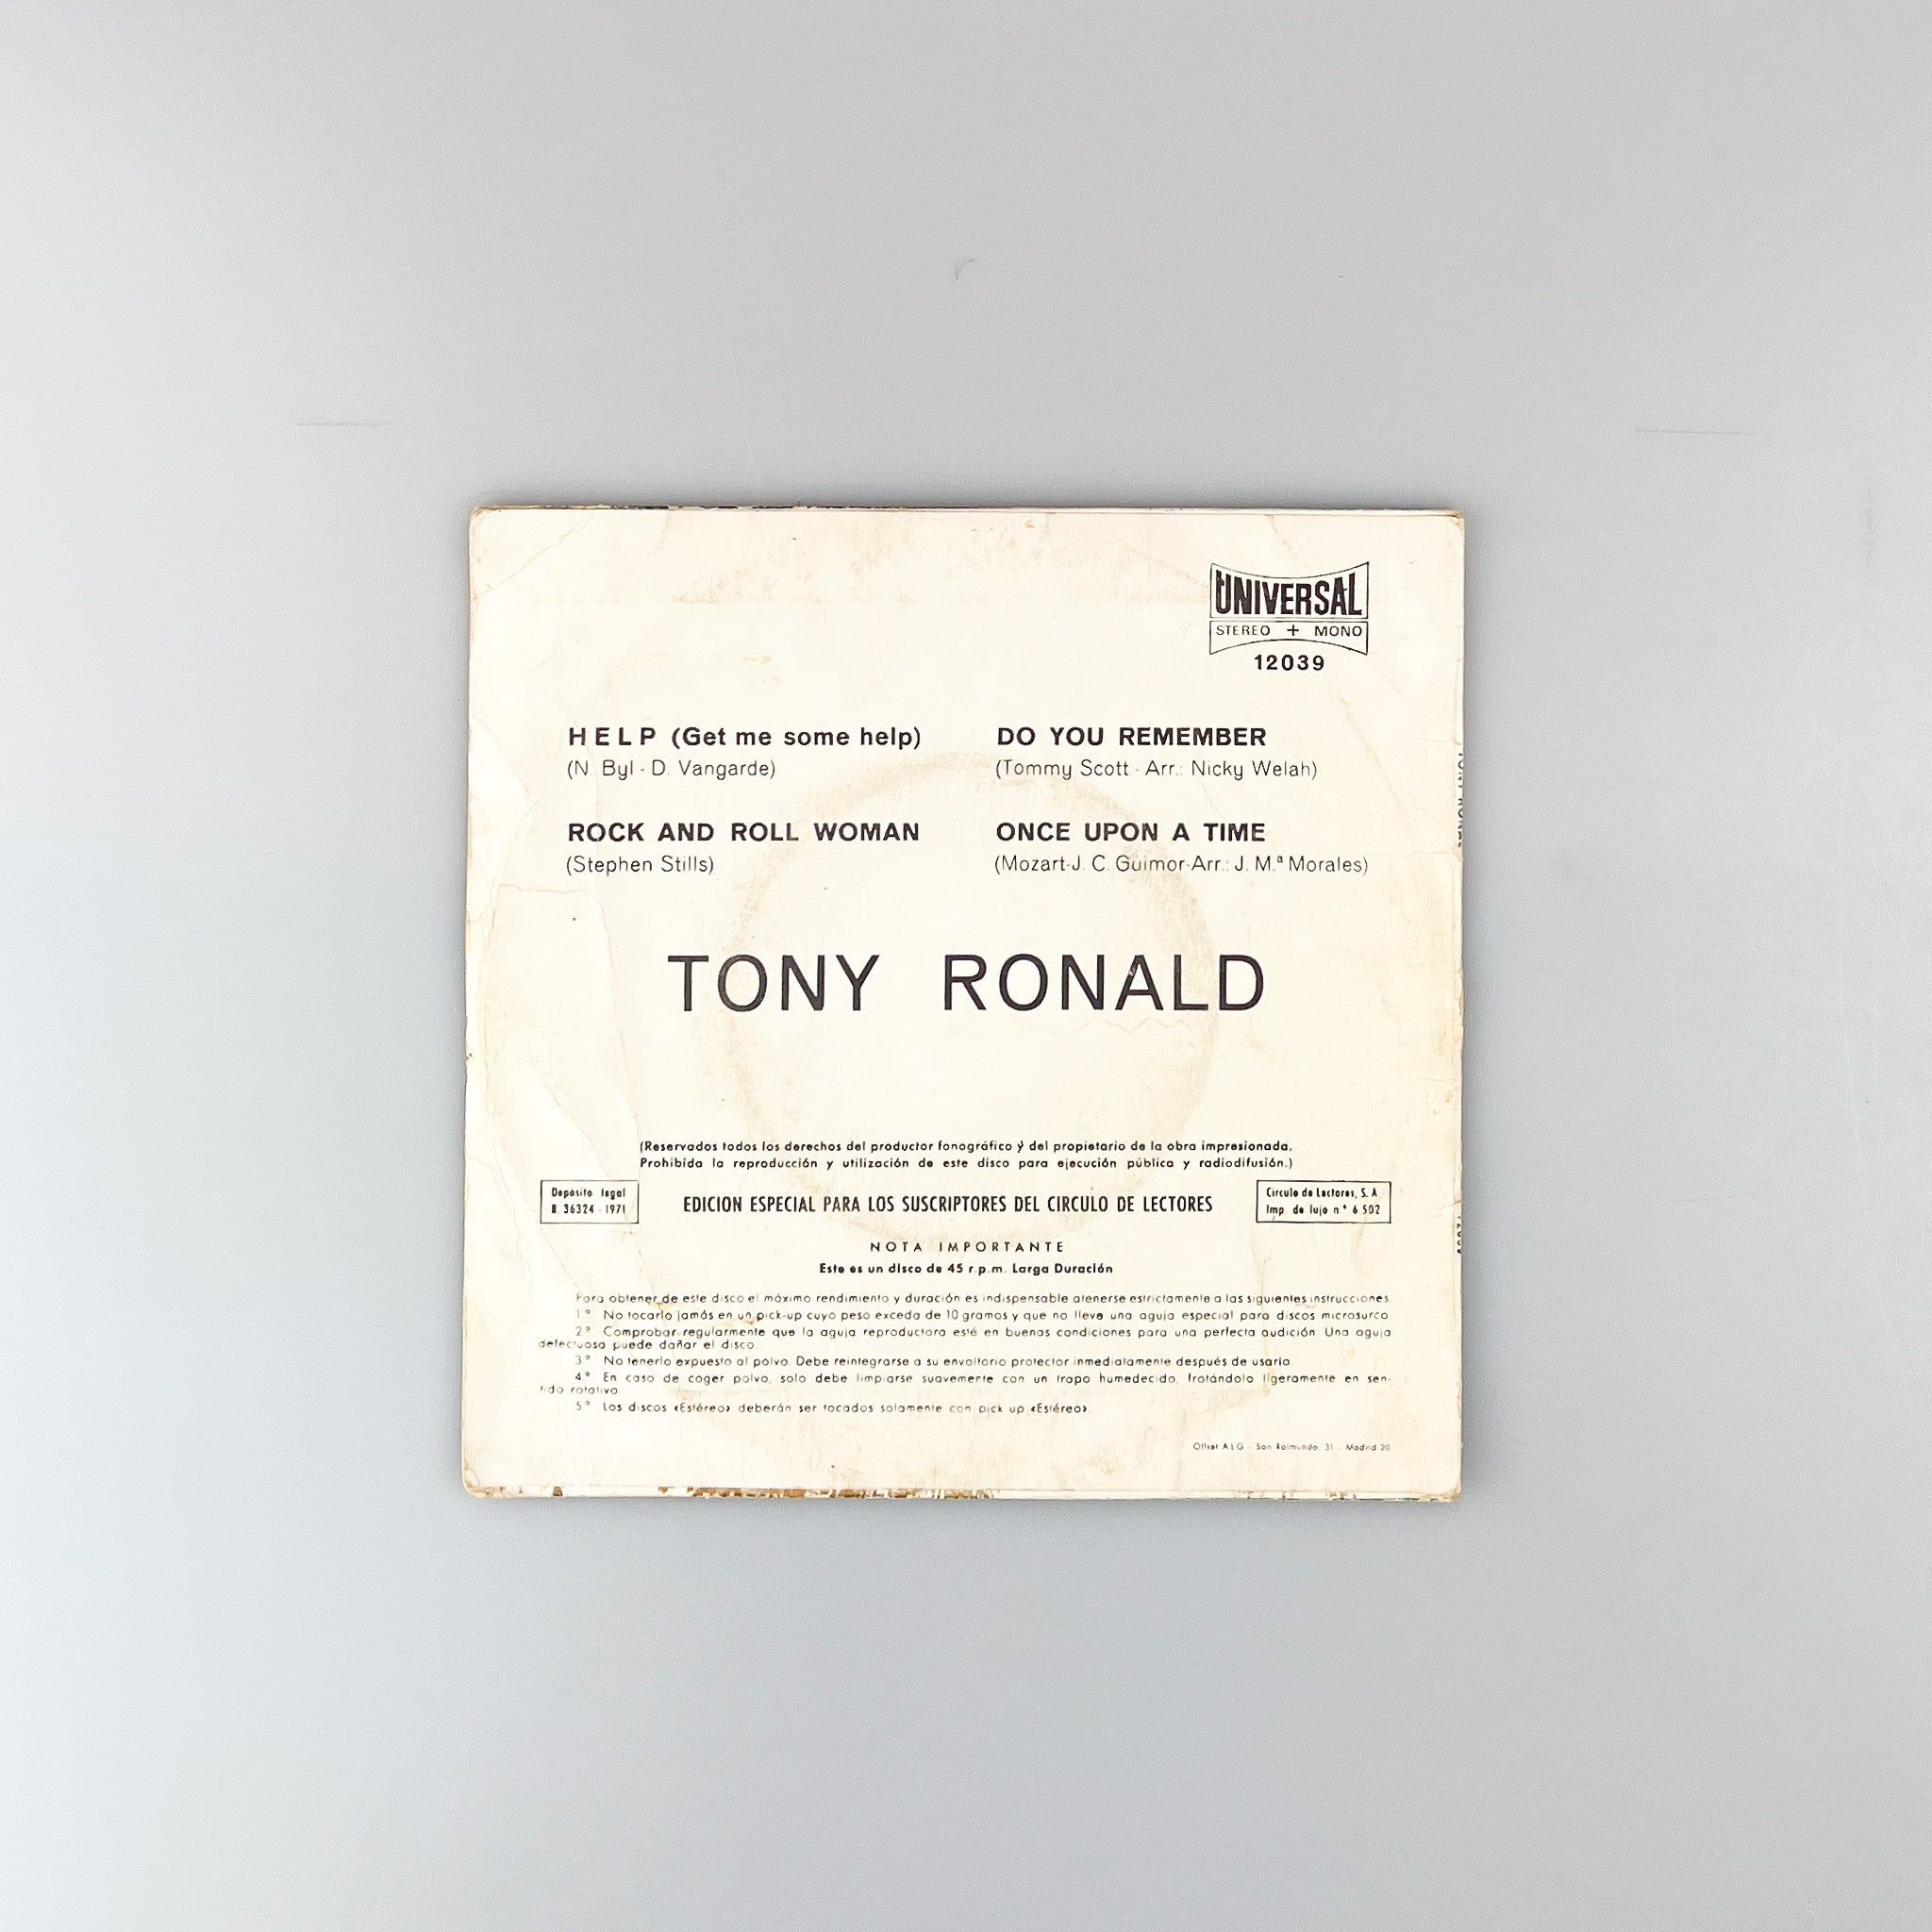 UNIVERSAL
STEREO + MONO
12039
HELP (Get me some help)
(N. Byl - D. Vangarde)
ROCK AND ROLL WOMAN
(Stephen Stills)
DO YOU REMEMBER
(Tommy Scott - Arr.: Nicky Welah)
ONCE UPON A TIME
(Mozart-J. C. Guimor-Arr.: J. M.ª Morales)
TONY RONALD
(Reservados todos los derechos del productor fonográfico y del propietario de la obra impresionada.
Prohibida la reproducción y utilización de este disco para ejecución pública y radiodifusión.)
Depósito legal
36324 - 1971
EDICION ESPECIAL PARA LOS SUSCRIPTORES DEL CIRCULO DE LECTORES
Círculo de Lectores, S. A.
Imp. de lujo n.º 6 502
NOTA IMPORTANTE
Este es un disco de 45 r.p.m. Larga Duración
Para obtener de este disco el máximo rendimiento y duración es indispensable atenerse estrictamente a las siguientes instrucciones.
1.º No tocarlo jamás en un pick-up cuyo peso exceda de 10 gramos y que no lleve una aguja especial para discos microsurco.
2.º Comprobar regularmente que la aguja reproductora esté en buenas condiciones para una perfecta audición. Una aguja
defectuosa puede dañar el disco.
3.º No tenerlo expuesto al polvo. Debe reintegrarse a su envoltorio protector inmediatamente después de usarlo.
4.º En caso de coger polvo, solo debe limpiarse suavemente con un trapo humedecido, frotándolo ligeramente en sen-
tido rotativo.
5.º Los discos «Estéreo» deberán ser tocados solamente con pick up «Estéreo».
Offset A L G - San Raimundo, 31 - Madrid 20